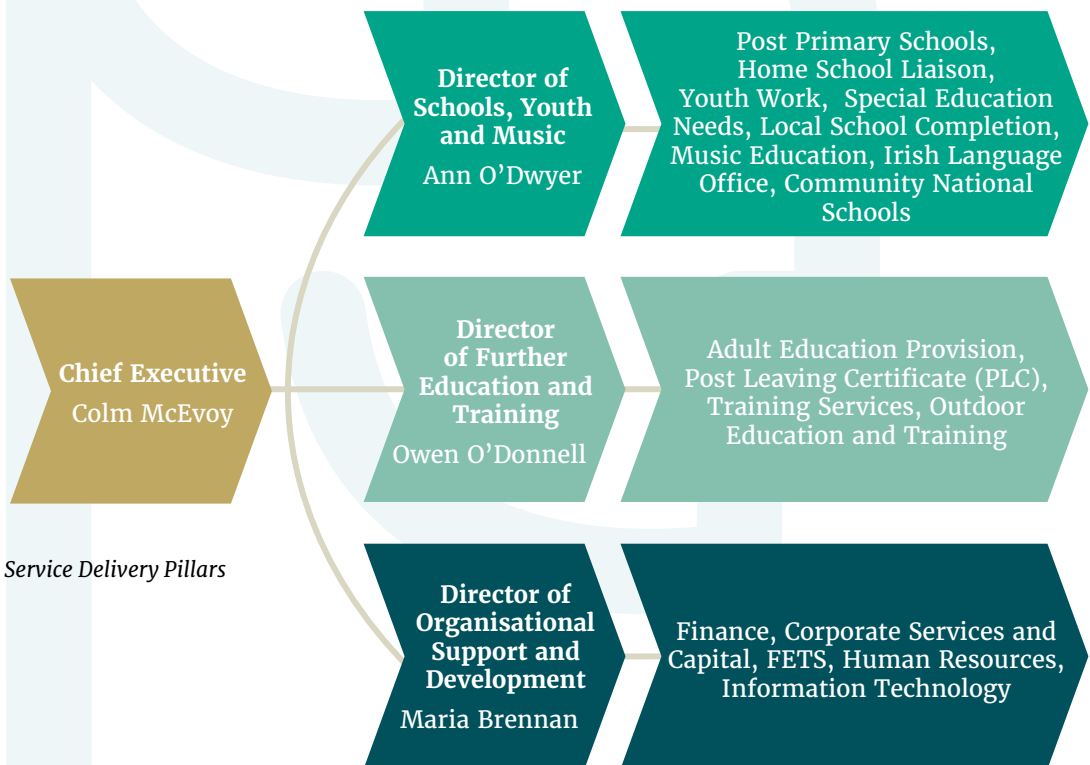 Director of
Schools, Youth
and Music
Ann O’Dwyer
Post Primary Schools,
Home School Liaison,
Youth Work, Special Education
Needs, Local School Completion,
Music Education, Irish Language
Office, Community National
Schools
Chief Executive
Colm McEvoy
Director
of Further
Education and
Training
Owen O’Donnell
Adult Education Provision,
Post Leaving Certificate (PLC),
Training Services, Outdoor
Education and Training
Service Delivery Pillars
Director of
Organisational
Support and
Development
Maria Brennan
Finance, Corporate Services and
Capital, FETS, Human Resources,
Information Technology